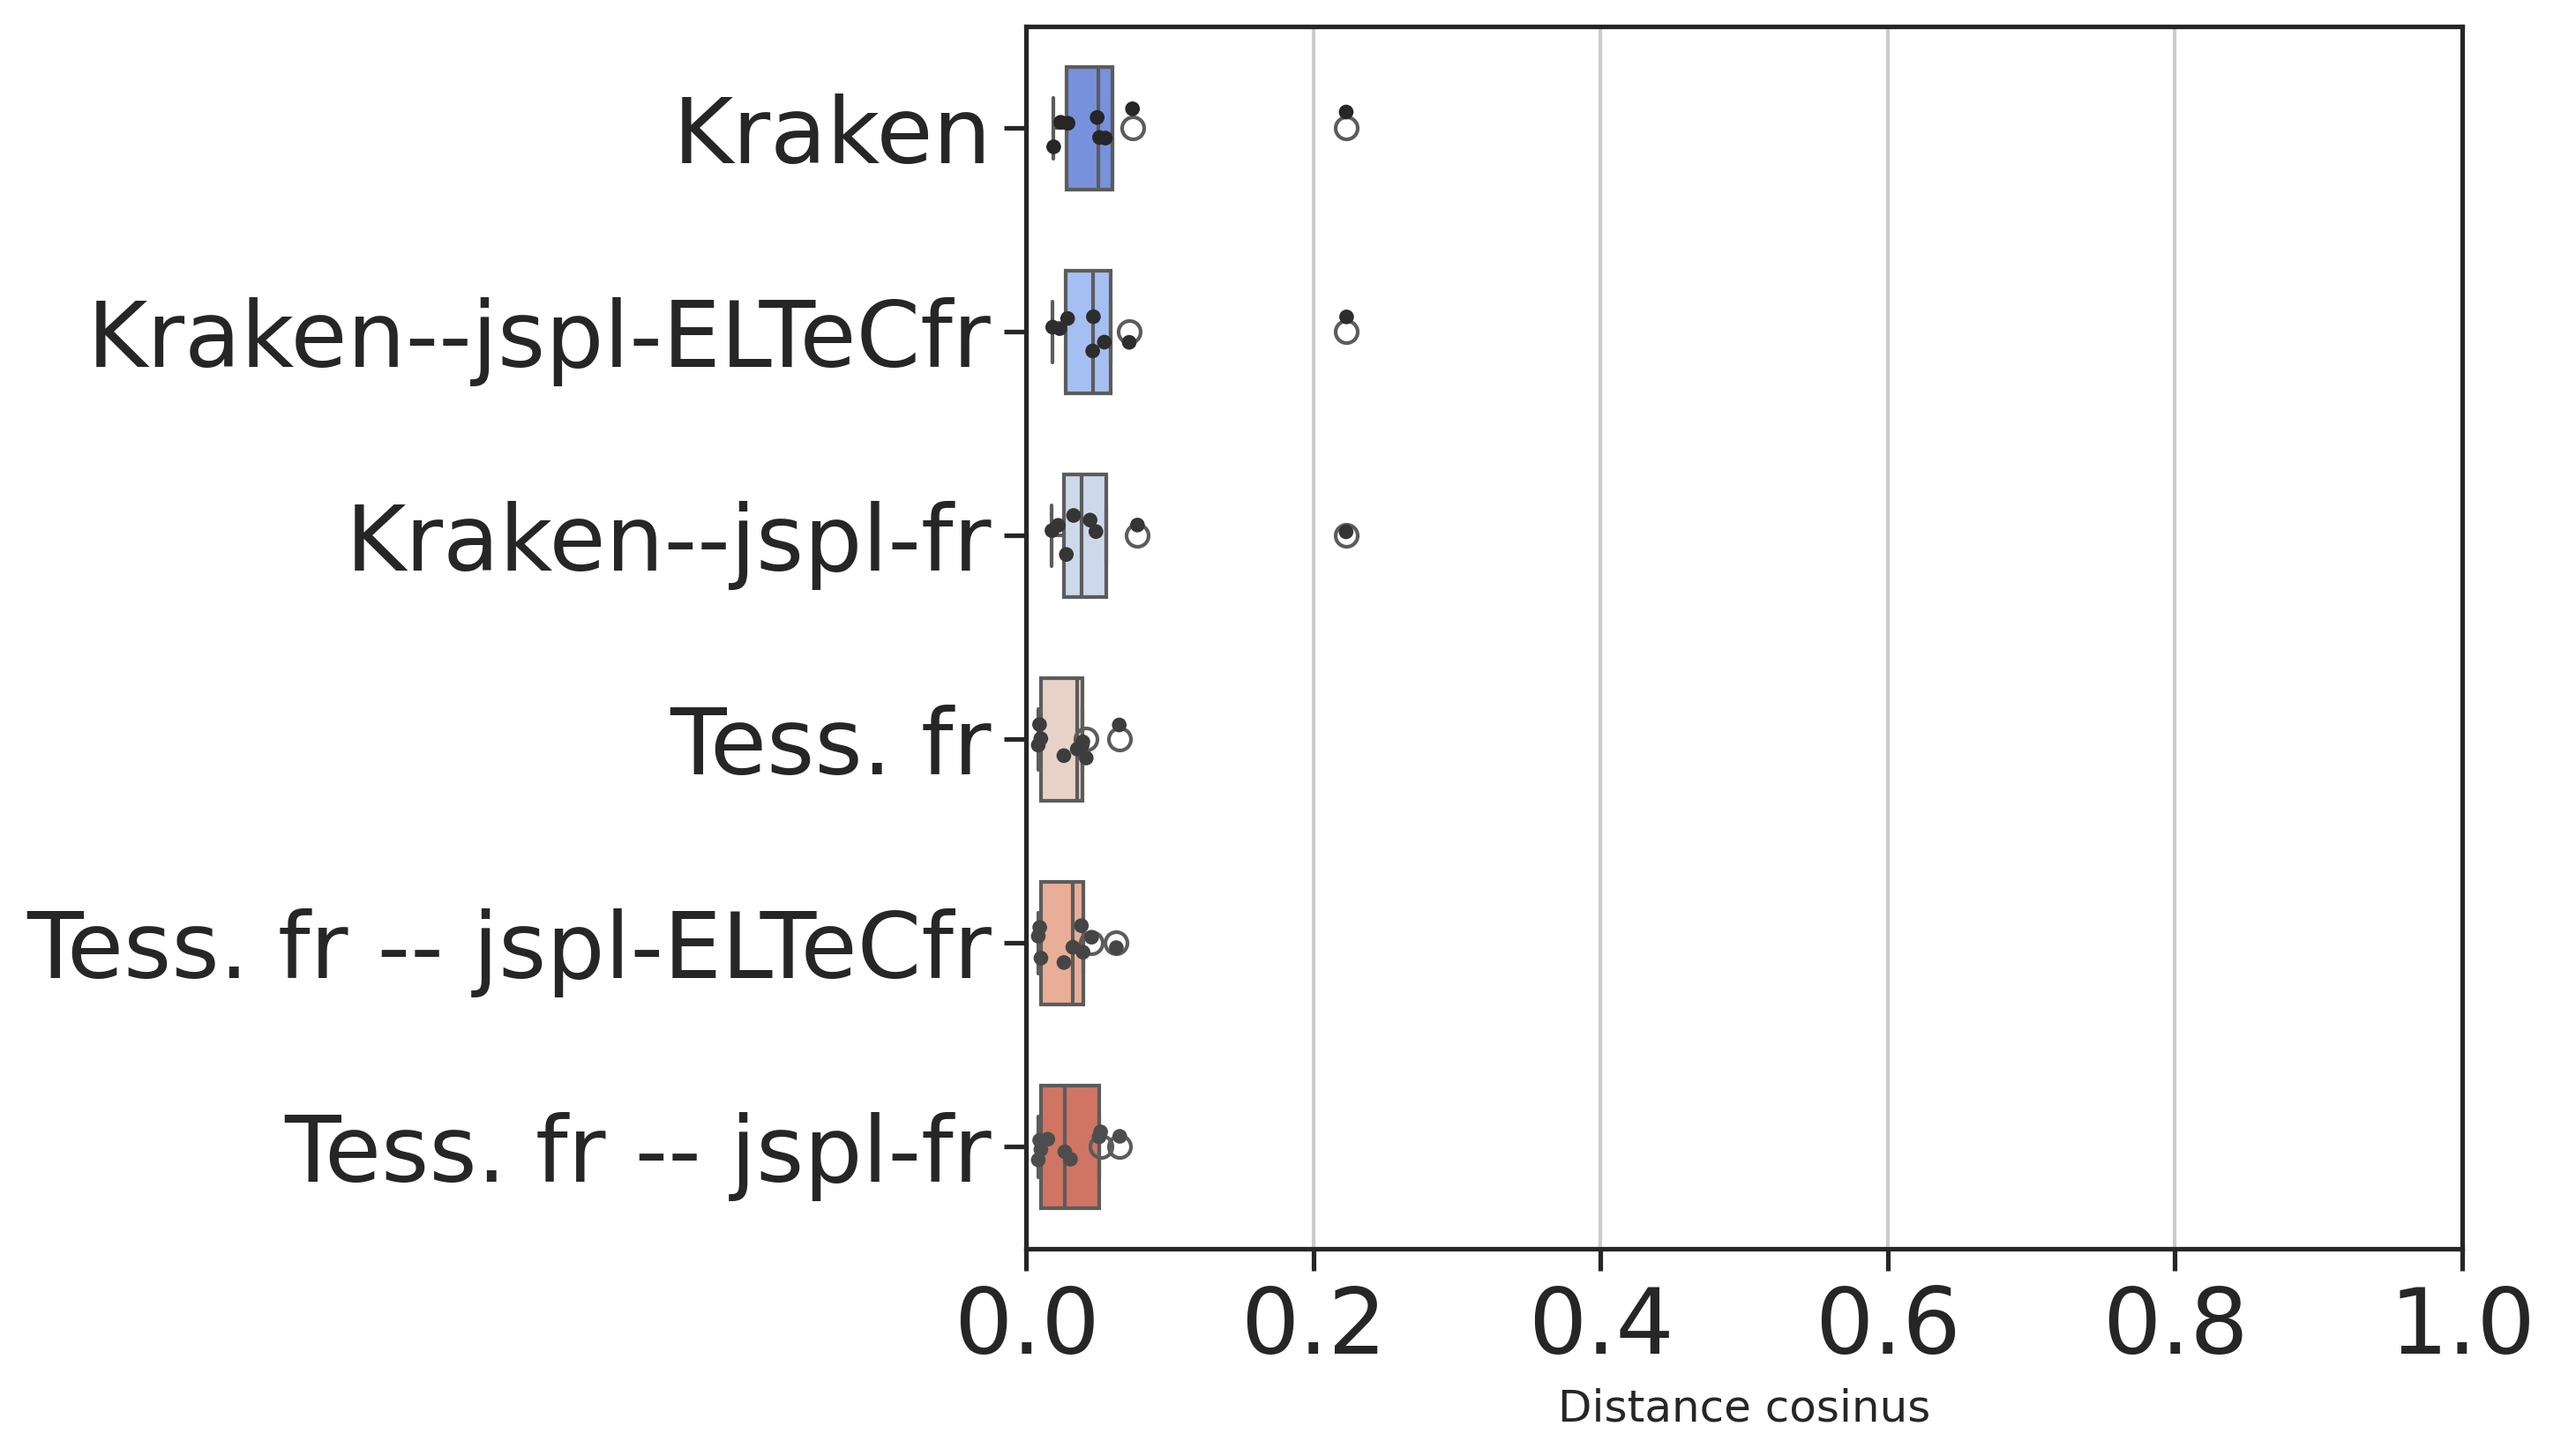 Kraken
Kraken--jspl-ELTeCfr
Kraken--jspl-fr
Tess. fr
Tess. fr -- jspl-ELTeCfr
Tess. fr -- jspl-fr
0.0 0.2 0.4 0.6 0.8 1.0
Distance cosinus